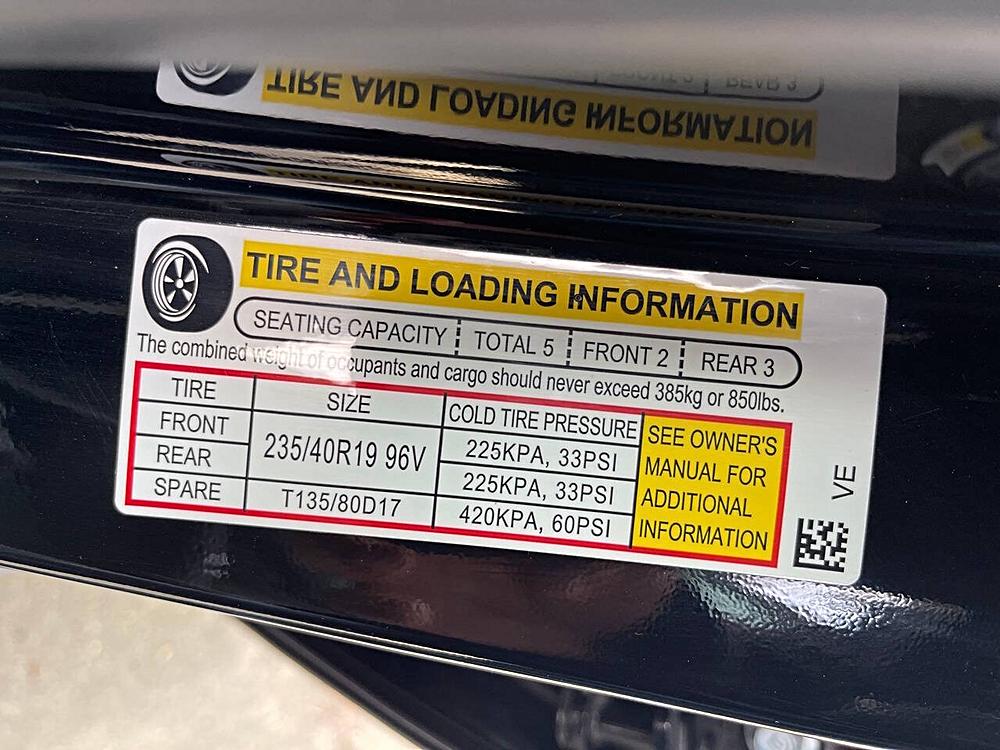 TIRE AND LOADING INFORMATION
TIRE AND LOADING INFORMATION
SEATING CAPACITY TOTAL 5 FRONT 2 REAR 3
The combined weight of occupants and cargo should never exceed 385kg or 850lbs.
TIRE SIZE COLD TIRE PRESSURE SEE OWNER'S MANUAL FOR ADDITIONAL INFORMATION
FRONT 235/40R19 96V 225KPA, 33PSI
REAR 225KPA, 33PSI
SPARE T135/80D17 420KPA, 60PSI
VE